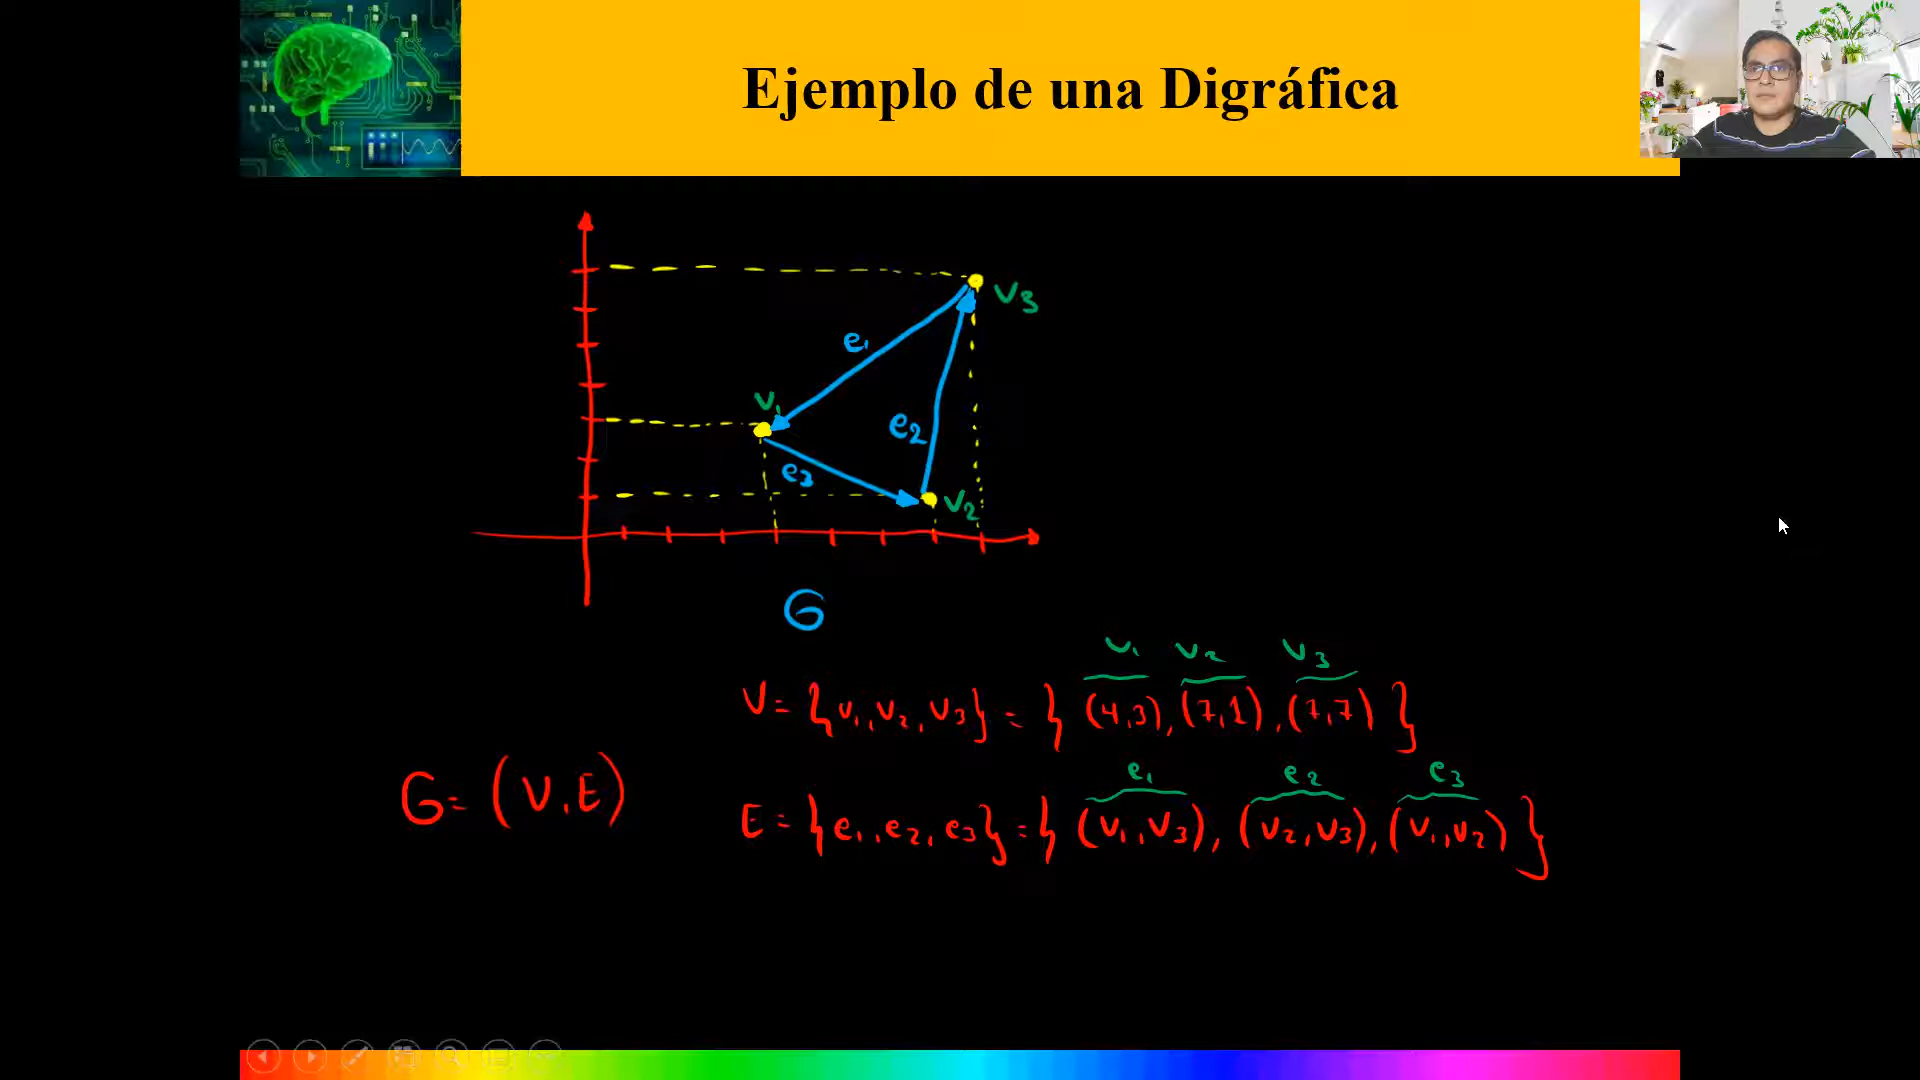 Ejemplo de una Digráfica
v3
e1
v1
e2
e3
v2
G
v1 v2 v3
V = {v1, v2, v3} = { (4,3), (7,1), (7,7) }
e1 e2 e3
G = (V, E)
E = {e1, e2, e3} = { (v1, v3), (v2, v3), (v1, v2) }